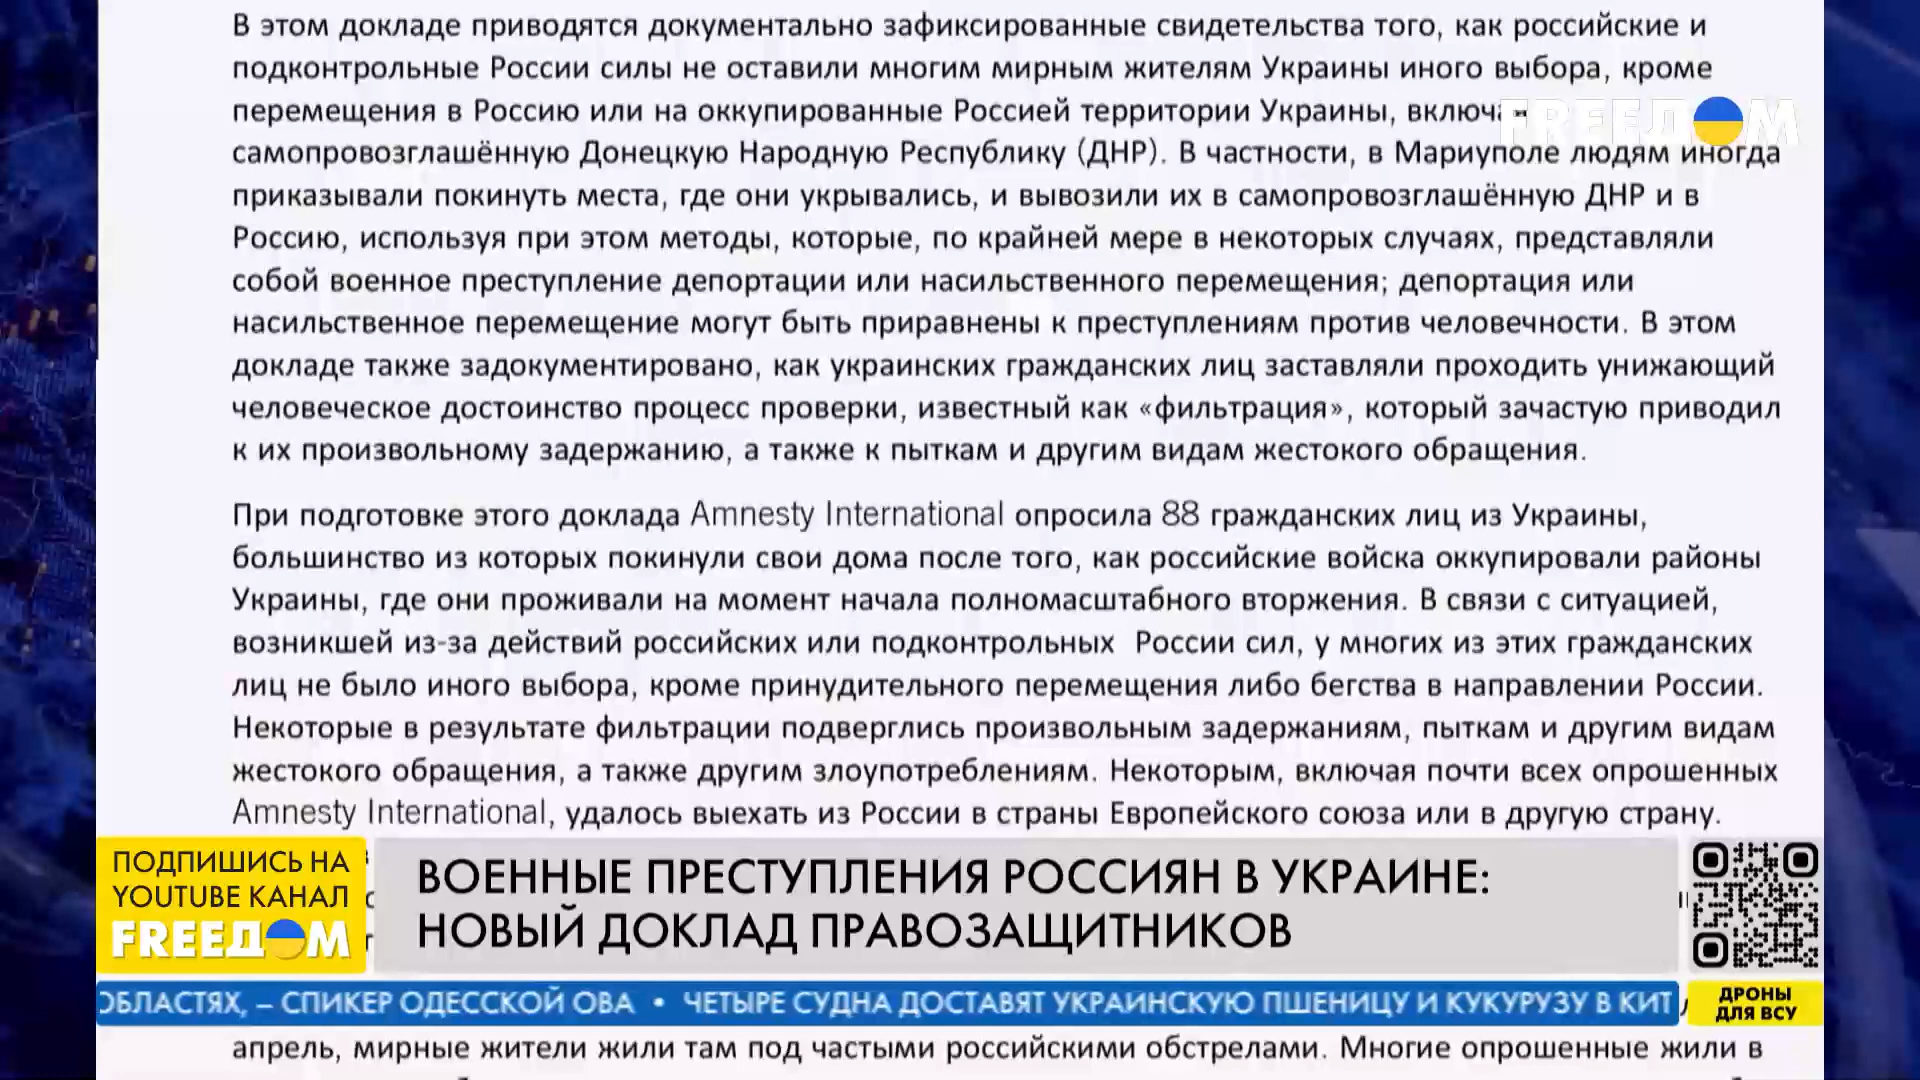 В этом докладе приводятся документально зафиксированные свидетельства того, как российские и
подконтрольные России силы не оставили многим мирным жителям Украины иного выбора, кроме
перемещения в Россию или на оккупированные Россией территории Украины, включая
FREEДOM
самопровозглашённую Донецкую Народную Республику (ДНР). В частности, в Мариуполе людям иногда
приказывали покинуть места, где они укрывались, и вывозили их в самопровозглашённую ДНР и в
Россию, используя при этом методы, которые, по крайней мере в некоторых случаях, представляли
собой военное преступление депортации или насильственного перемещения; депортация или
насильственное перемещение могут быть приравнены к преступлениям против человечности. В этом
докладе также задокументировано, как украинских гражданских лиц заставляли проходить унижающий
человеческое достоинство процесс проверки, известный как «фильтрация», который зачастую приводил
к их произвольному задержанию, а также к пыткам и другим видам жестокого обращения.
При подготовке этого доклада Amnesty International опросила 88 гражданских лиц из Украины,
большинство из которых покинули свои дома после того, как российские войска оккупировали районы
Украины, где они проживали на момент начала полномасштабного вторжения. В связи с ситуацией,
возникшей из-за действий российских или подконтрольных России сил, у многих из этих гражданских
лиц не было иного выбора, кроме принудительного перемещения либо бегства в направлении России.
Некоторые в результате фильтрации подверглись произвольным задержаниям, пыткам и другим видам
жестокого обращения, а также другим злоупотреблениям. Некоторым, включая почти всех опрошенных
Amnesty International, удалось выехать из России в страны Европейского союза или в другую страну.
ПОДПИШИСЬ НА
YOUTUBE КАНАЛ
FREEДOM
ВОЕННЫЕ ПРЕСТУПЛЕНИЯ РОССИЯН В УКРАИНЕ:
НОВЫЙ ДОКЛАД ПРАВОЗАЩИТНИКОВ
ОБЛАСТЯХ, – СПИКЕР ОДЕССКОЙ ОВА • ЧЕТЫРЕ СУДНА ДОСТАВЯТ УКРАИНСКУЮ ПШЕНИЦУ И КУКУРУЗУ В КИТ
ДРОНЫ
ДЛЯ ВСУ
апрель, мирные жители жили там под частыми российскими обстрелами. Многие опрошенные жили в